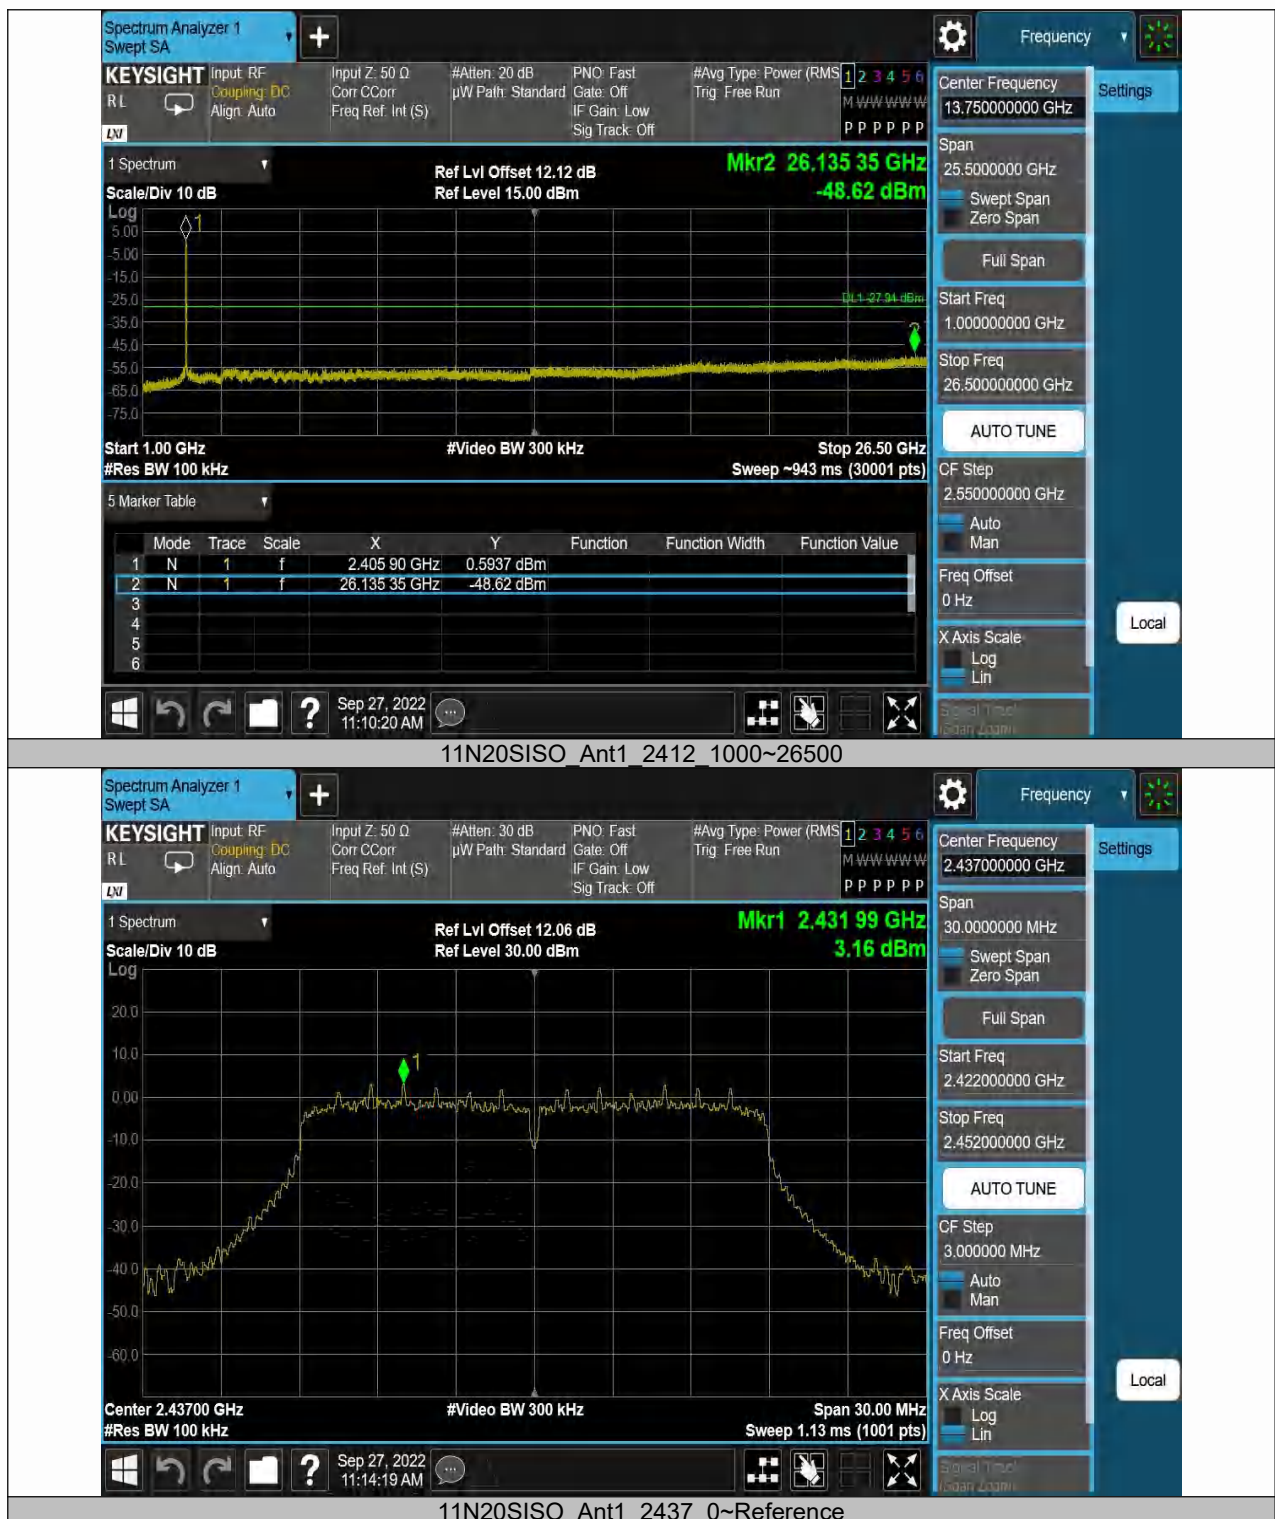 Spectrum Analyzer 1
Swept SA
Frequency
KEYSIGHT
RL
LXI
Input: RF
Coupling: DC
Align: Auto
Input Z: 50 Ω
Corr CCorr
Freq Ref: Int (S)
#Atten: 20 dB
µW Path: Standard
PNO: Fast
Gate: Off
IF Gain: Low
Sig Track: Off
#Avg Type: Power (RMS
Trig: Free Run
1 2 3 4 5 6
M W W W W W
P P P P P P
Center Frequency
13.750000000 GHz
Settings
Span
25.5000000 GHz
Swept Span
Zero Span
Full Span
Start Freq
1.000000000 GHz
Stop Freq
26.500000000 GHz
AUTO TUNE
CF Step
2.550000000 GHz
Auto
Man
Freq Offset
0 Hz
X Axis Scale
Log
Lin
Local
1 Spectrum
Scale/Div 10 dB
Ref Lvl Offset 12.12 dB
Ref Level 15.00 dBm
Mkr2 26.135 35 GHz
-48.62 dBm
Log
5.00
-5.00
-15.0
-25.0
-35.0
-45.0
-55.0
-65.0
-75.0
1
DL1 -27.94 dBm
2
Start 1.00 GHz
#Res BW 100 kHz
#Video BW 300 kHz
Stop 26.50 GHz
Sweep ~943 ms (30001 pts)
5 Marker Table
Mode Trace Scale X Y Function Function Width Function Value
1 N 1 f 2.405 90 GHz 0.5937 dBm
2 N 1 f 26.135 35 GHz -48.62 dBm
3
4
5
6
Sep 27, 2022
11:10:20 AM
11N20SISO_Ant1_2412_1000~26500
Spectrum Analyzer 1
Swept SA
Frequency
KEYSIGHT
RL
LXI
Input: RF
Coupling: DC
Align: Auto
Input Z: 50 Ω
Corr CCorr
Freq Ref: Int (S)
#Atten: 30 dB
µW Path: Standard
PNO: Fast
Gate: Off
IF Gain: Low
Sig Track: Off
#Avg Type: Power (RMS
Trig: Free Run
1 2 3 4 5 6
M W W W W W
P P P P P P
Center Frequency
2.437000000 GHz
Settings
Span
30.0000000 MHz
Swept Span
Zero Span
Full Span
Start Freq
2.422000000 GHz
Stop Freq
2.452000000 GHz
AUTO TUNE
CF Step
3.000000 MHz
Auto
Man
Freq Offset
0 Hz
X Axis Scale
Log
Lin
Local
1 Spectrum
Scale/Div 10 dB
Ref Lvl Offset 12.06 dB
Ref Level 30.00 dBm
Mkr1 2.431 99 GHz
3.16 dBm
Log
20.0
10.0
0.00
-10.0
-20.0
-30.0
-40.0
-50.0
-60.0
1
Center 2.43700 GHz
#Res BW 100 kHz
#Video BW 300 kHz
Span 30.00 MHz
Sweep 1.13 ms (1001 pts)
Sep 27, 2022
11:14:19 AM
11N20SISO_Ant1_2437_0~Reference